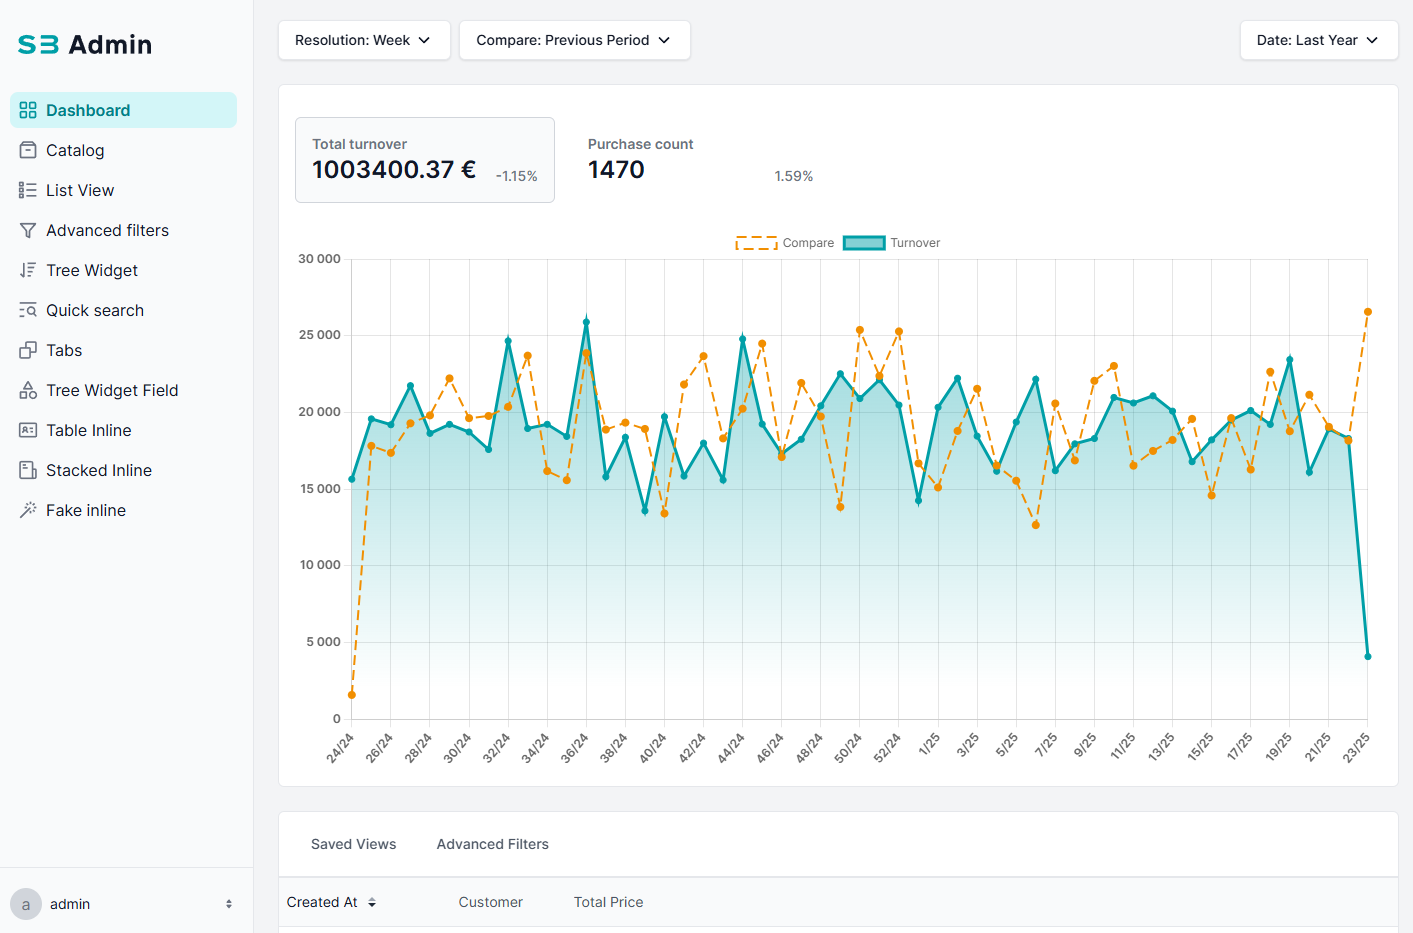 SB Admin
Dashboard
Catalog
List View
Advanced filters
Tree Widget
Quick search
Tabs
Tree Widget Field
Table Inline
Stacked Inline
Fake inline
a admin
Resolution: Week
Compare: Previous Period
Date: Last Year
Total turnover
1003400.37 € -1.15%
Purchase count
1470 1.59%
Compare Turnover
30 000
25 000
20 000
15 000
10 000
5 000
0
24/24 26/24 28/24 30/24 32/24 34/24 36/24 38/24 40/24 42/24 44/24 46/24 48/24 50/24 52/24 1/25 3/25 5/25 7/25 9/25 11/25 13/25 15/25 17/25 19/25 21/25 23/25
Saved Views Advanced Filters
Created At Customer Total Price